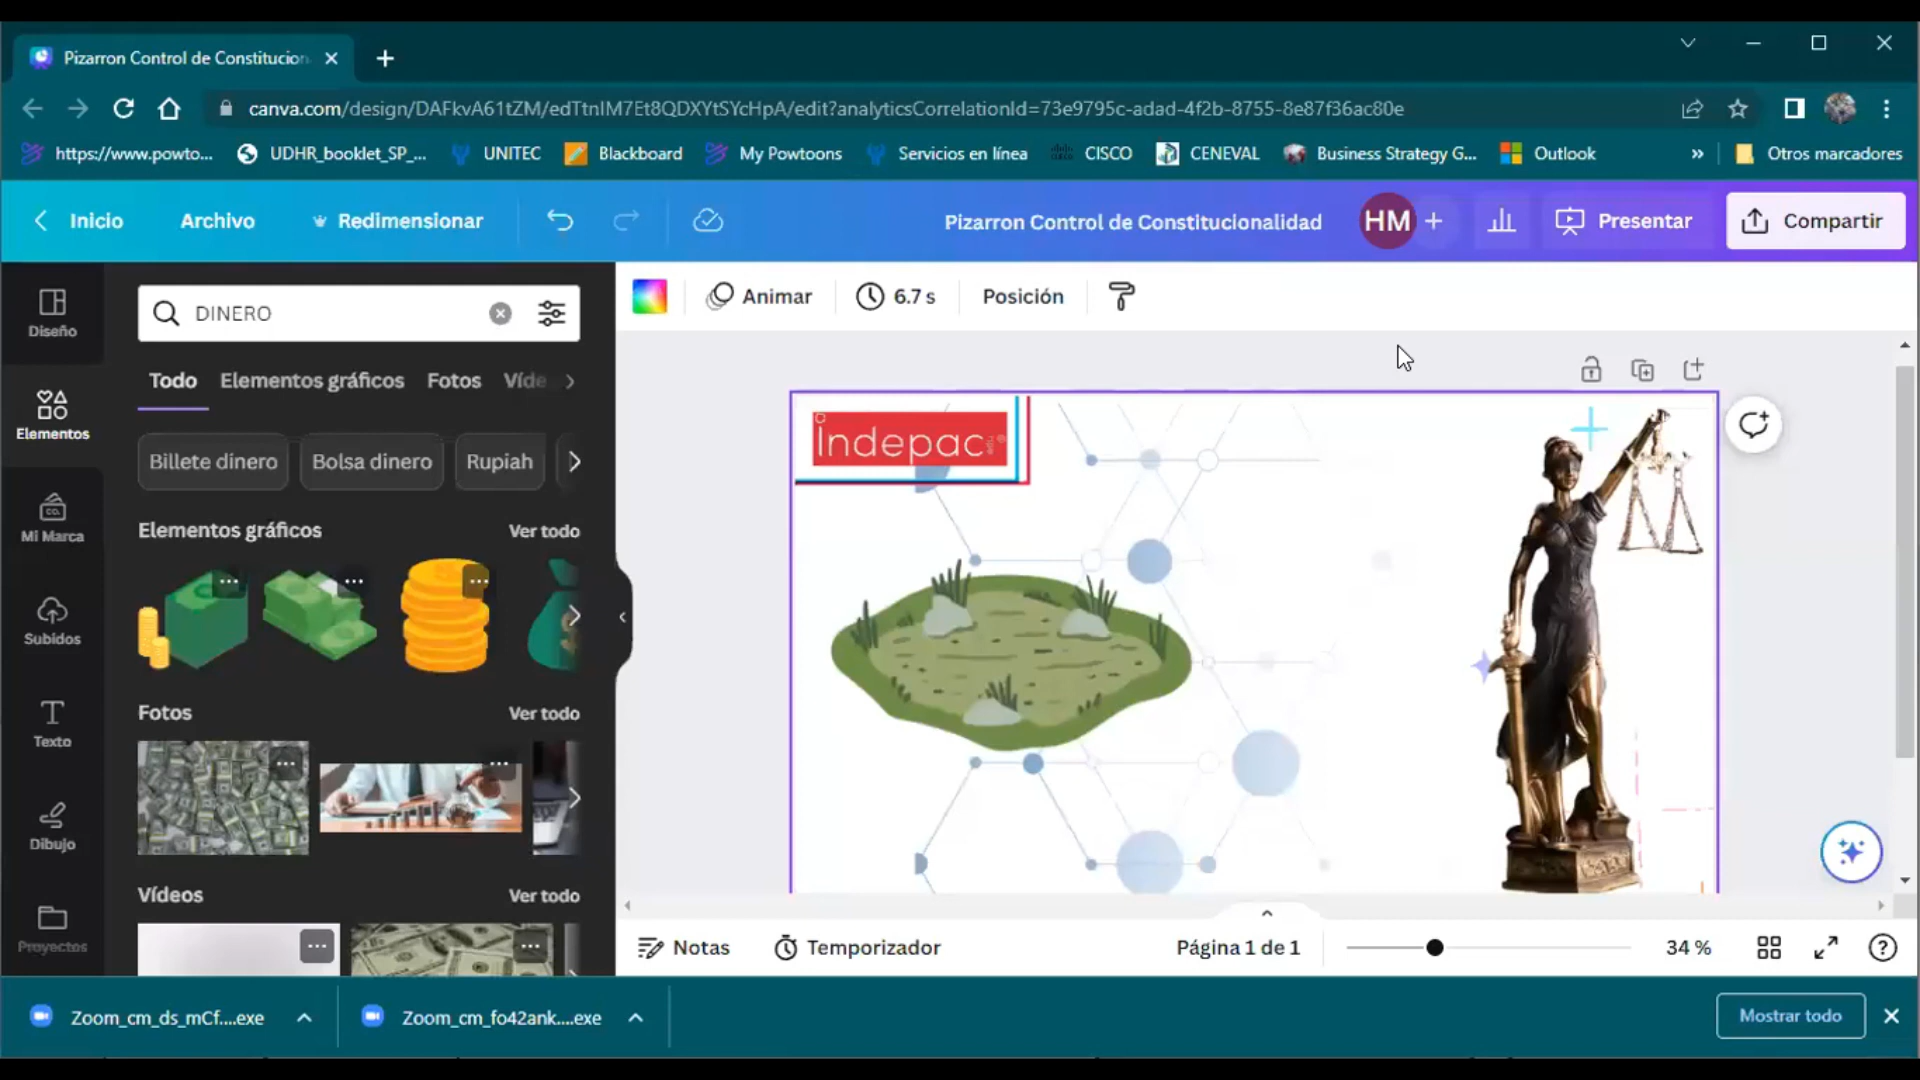 Pizarron Control de Constitucion
canva.com/design/DAFkvA61tZM/edTtnIM7Et8QDXYtSYcHpA/edit?analyticsCorrelationId=73e9795c-adad-4f2b-8755-8e87f36ac80e
https://www.powto...
UDHR_booklet_SP_...
UNITEC
Blackboard
My Powtoons
Servicios en línea
CISCO
CENEVAL
Business Strategy G...
Outlook
»
Otros marcadores
Inicio
Archivo
Redimensionar
Pizarron Control de Constitucionalidad
HM
Presentar
Compartir
Diseño
Elementos
Mi Marca
Subidos
Texto
Dibujo
Proyectos
DINERO
Todo
Elementos gráficos
Fotos
Víde
Billete dinero
Bolsa dinero
Rupiah
Elementos gráficos
Ver todo
Fotos
Ver todo
Vídeos
Ver todo
Animar
6.7 s
Posición
Indepac
Notas
Temporizador
Página 1 de 1
34 %
Zoom_cm_ds_mCf....exe
Zoom_cm_fo42ank....exe
Mostrar todo